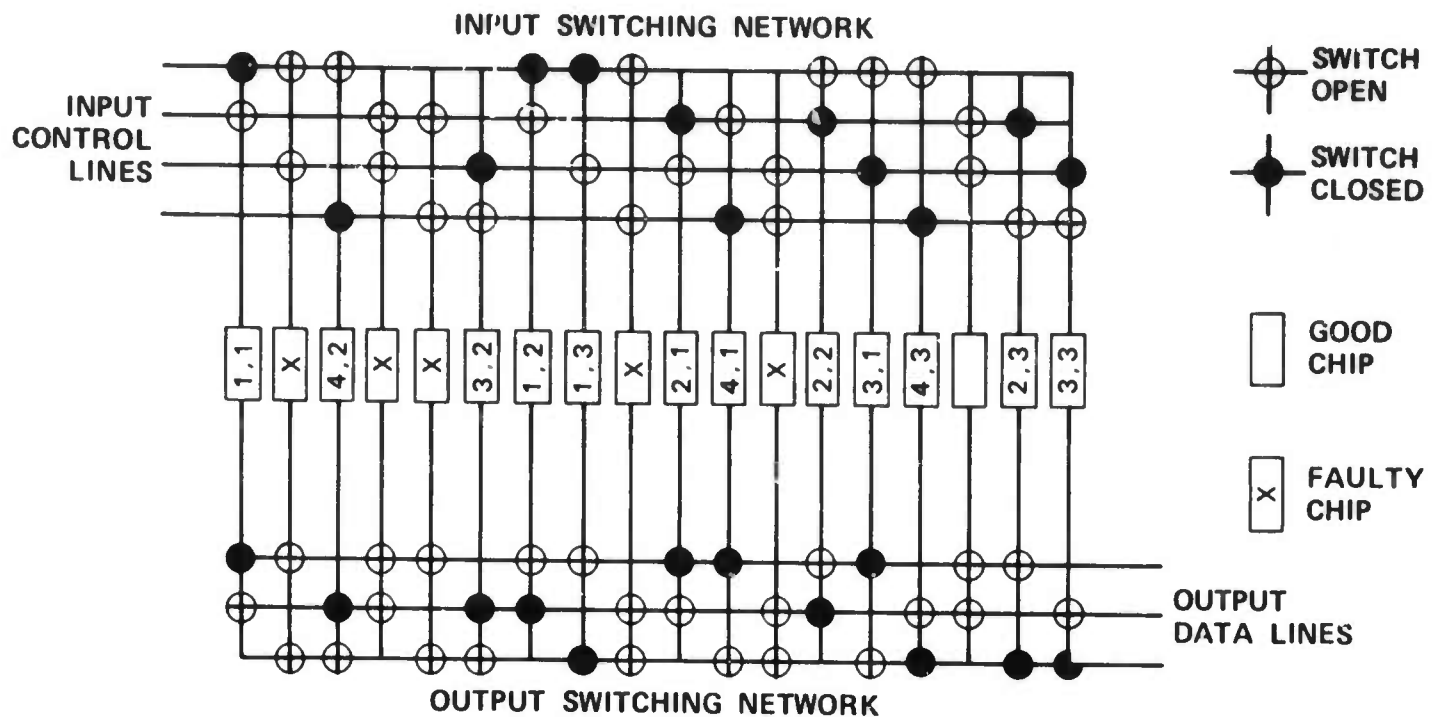 INPUT SWITCHING NETWORK
INPUT
CONTROL
LINES
SWITCH
OPEN
SWITCH
CLOSED
1,1
X
4,2
X
X
3,2
1,2
1,3
X
2,1
4,1
X
2,2
3,1
4,3
2,3
3,3
GOOD
CHIP
X
FAULTY
CHIP
OUTPUT
DATA LINES
OUTPUT SWITCHING NETWORK